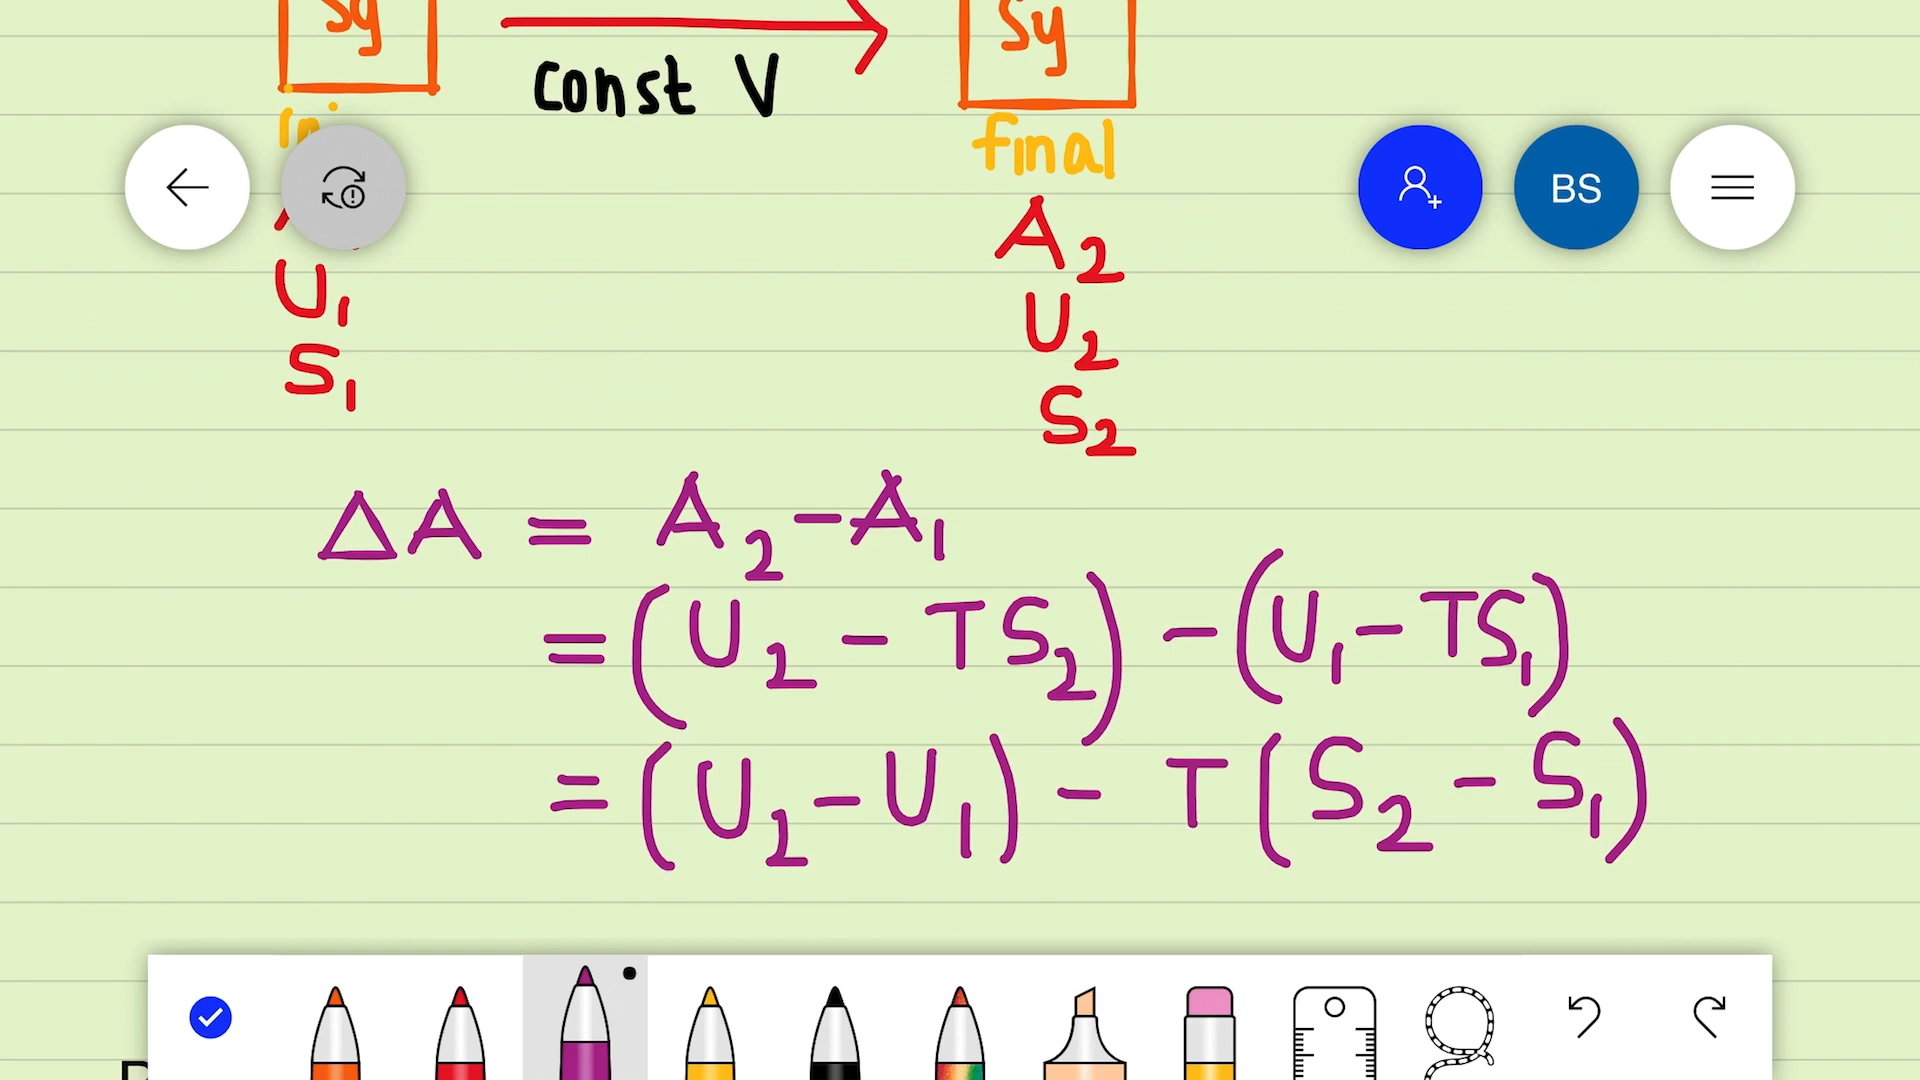 Sy Sy
Const V
final
A2
U1 U2
S1 S2
ΔA = A2 - A1
= (U2 - TS2) - (U1 - TS1)
= (U2 - U1) - T(S2 - S1)
BS